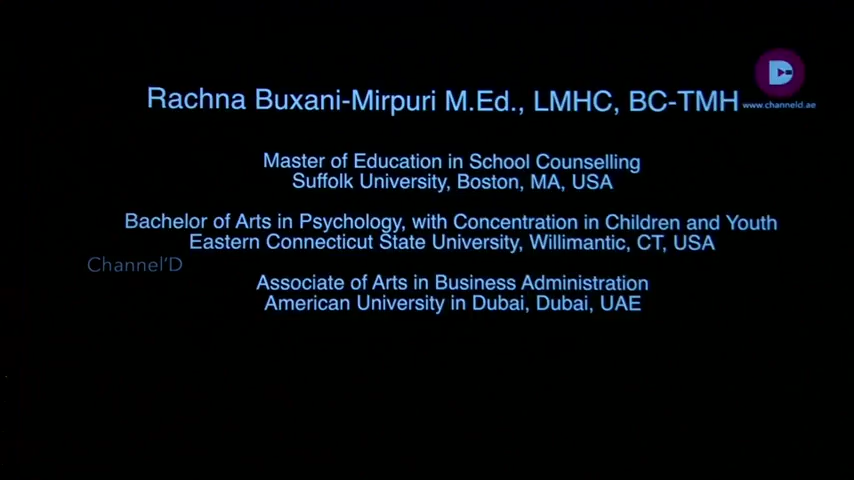 Rachna Buxani-Mirpuri M.Ed., LMHC, BC-TMH
www.channeld.ae
Master of Education in School Counselling
Suffolk University, Boston, MA, USA
Bachelor of Arts in Psychology, with Concentration in Children and Youth
Eastern Connecticut State University, Willimantic, CT, USA
Channel'D
Associate of Arts in Business Administration
American University in Dubai, Dubai, UAE